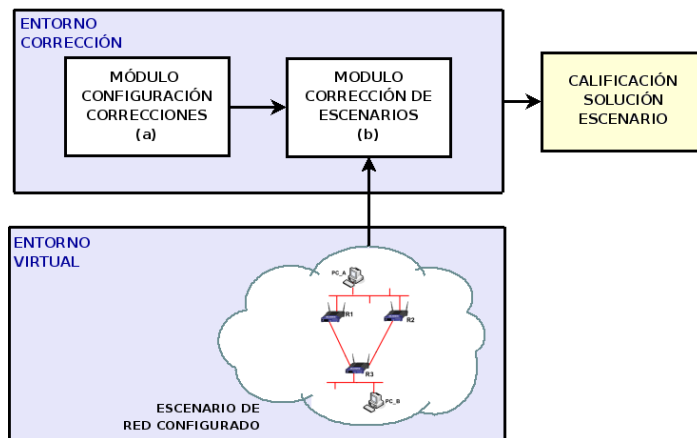 ENTORNO
CORRECCIÓN
MÓDULO
CONFIGURACIÓN
CORRECCIONES
(a)
MODULO
CORRECCIÓN DE
ESCENARIOS
(b)
CALIFICACIÓN
SOLUCIÓN
ESCENARIO
ENTORNO
VIRTUAL
PC_A
R1
R2
R3
PC_B
ESCENARIO DE
RED CONFIGURADO